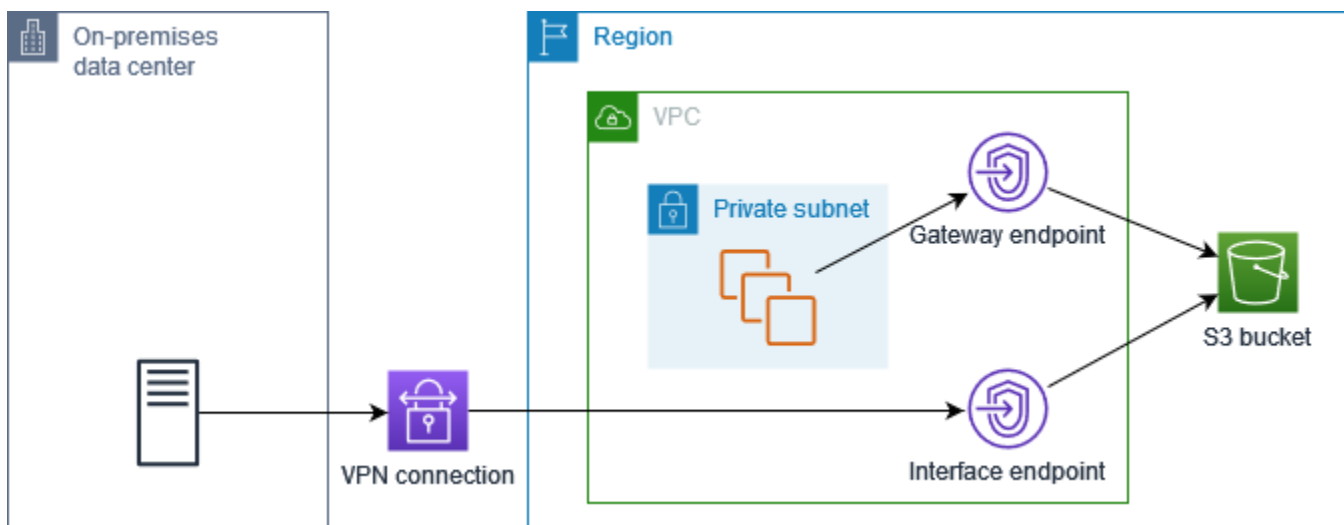 On-premises
data center
Region
VPC
Private subnet
Gateway endpoint
S3 bucket
VPN connection
Interface endpoint